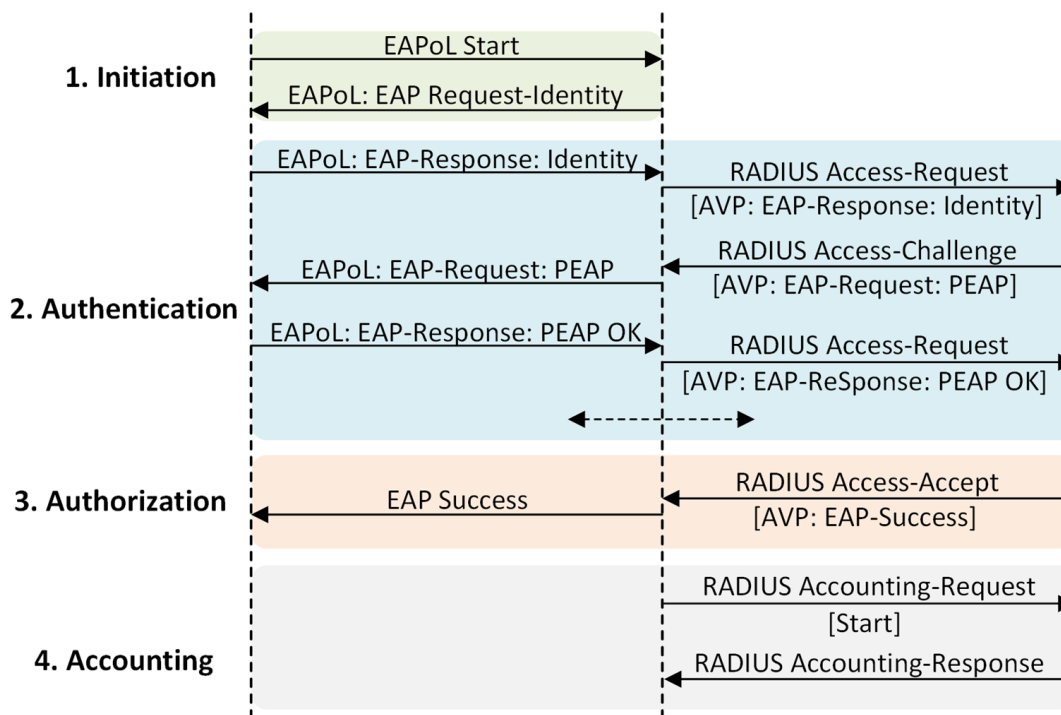 EAPoL Start
1. Initiation
EAPoL: EAP Request-Identity
EAPoL: EAP-Response: Identity
RADIUS Access-Request
[AVP: EAP-Response: Identity]
RADIUS Access-Challenge
EAPoL: EAP-Request: PEAP
[AVP: EAP-Request: PEAP]
2. Authentication
EAPoL: EAP-Response: PEAP OK
RADIUS Access-Request
[AVP: EAP-ReSponse: PEAP OK]
3. Authorization
EAP Success
RADIUS Access-Accept
[AVP: EAP-Success]
RADIUS Accounting-Request
[Start]
4. Accounting
RADIUS Accounting-Response